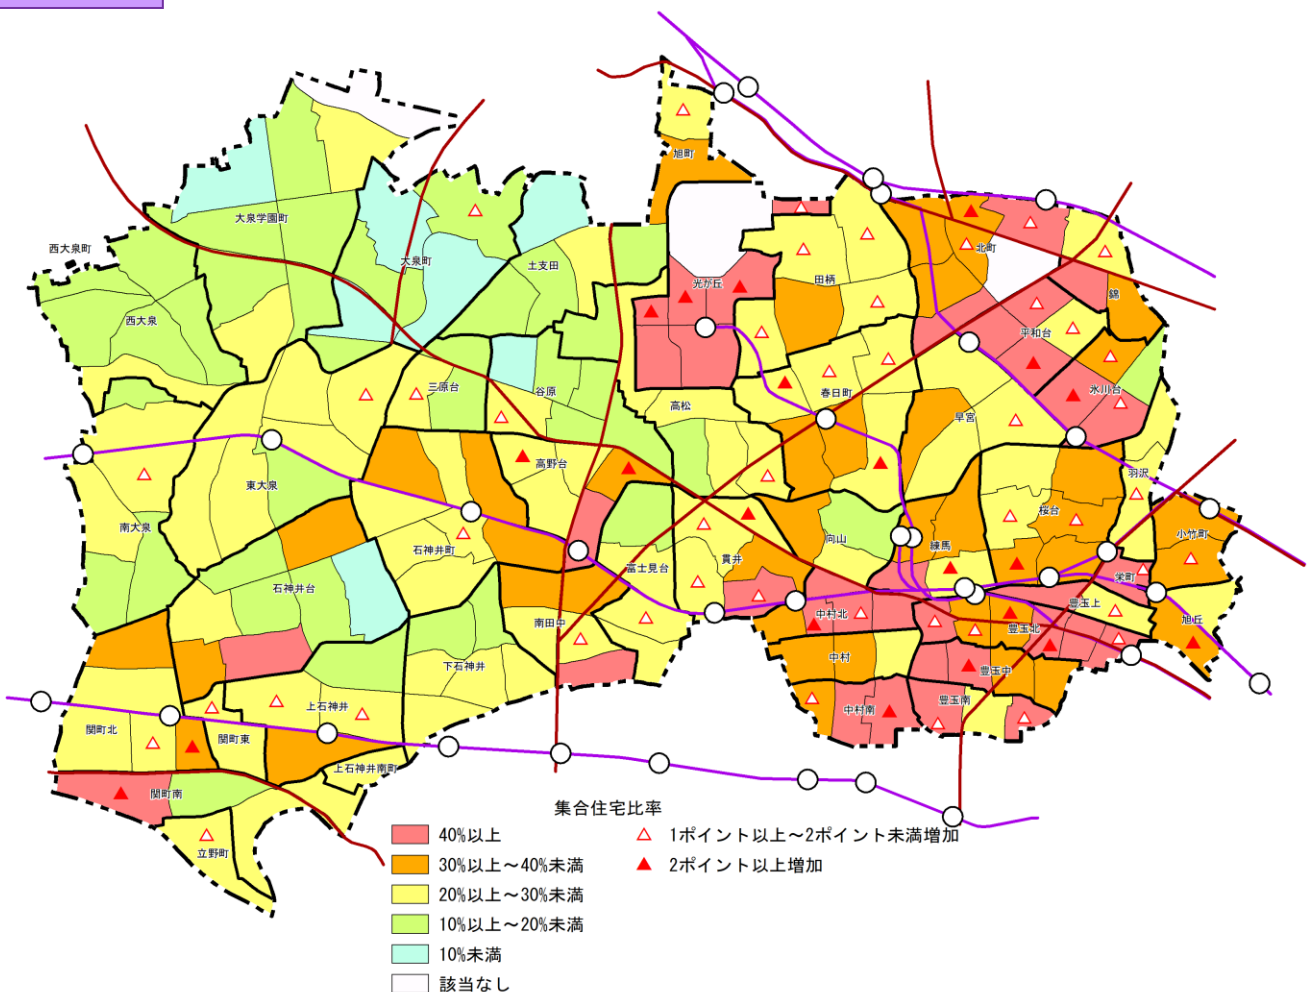 旭町
大泉学園町
西大泉町
北町
大泉町
土支田
田柄
光が丘
錦
西大泉
平和台
三原台
谷原
春日町
氷川台
高松
早宮
高野台
羽沢
東大泉
桜台
南大泉
小竹町
向山
練馬
石神井町
貫井
富士見台
栄町
石神井台
豊玉上
中村北
旭丘
南田中
豊玉北
中村
下石神井
豊玉中
豊玉南
上石神井
中村南
関町北
関町東
上石神井南町
関町南
立野町
集合住宅比率
40%以上
30%以上～40%未満
20%以上～30%未満
10%以上～20%未満
10%未満
該当なし
1ポイント以上～2ポイント未満増加
2ポイント以上増加